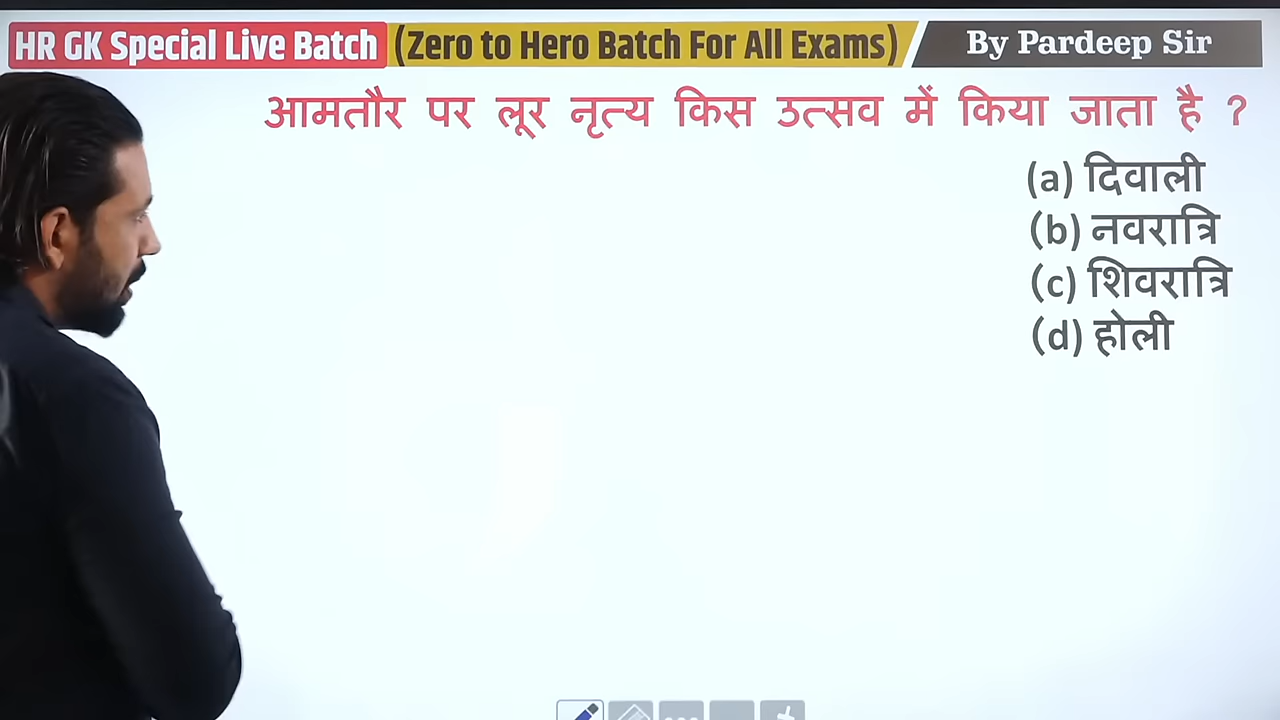 HR GK Special Live Batch (Zero to Hero Batch For All Exams) By Pardeep Sir
आमतौर पर लूर नृत्य किस उत्सव में किया जाता है ?
(a) दिवाली
(b) नवरात्रि
(c) शिवरात्रि
(d) होली